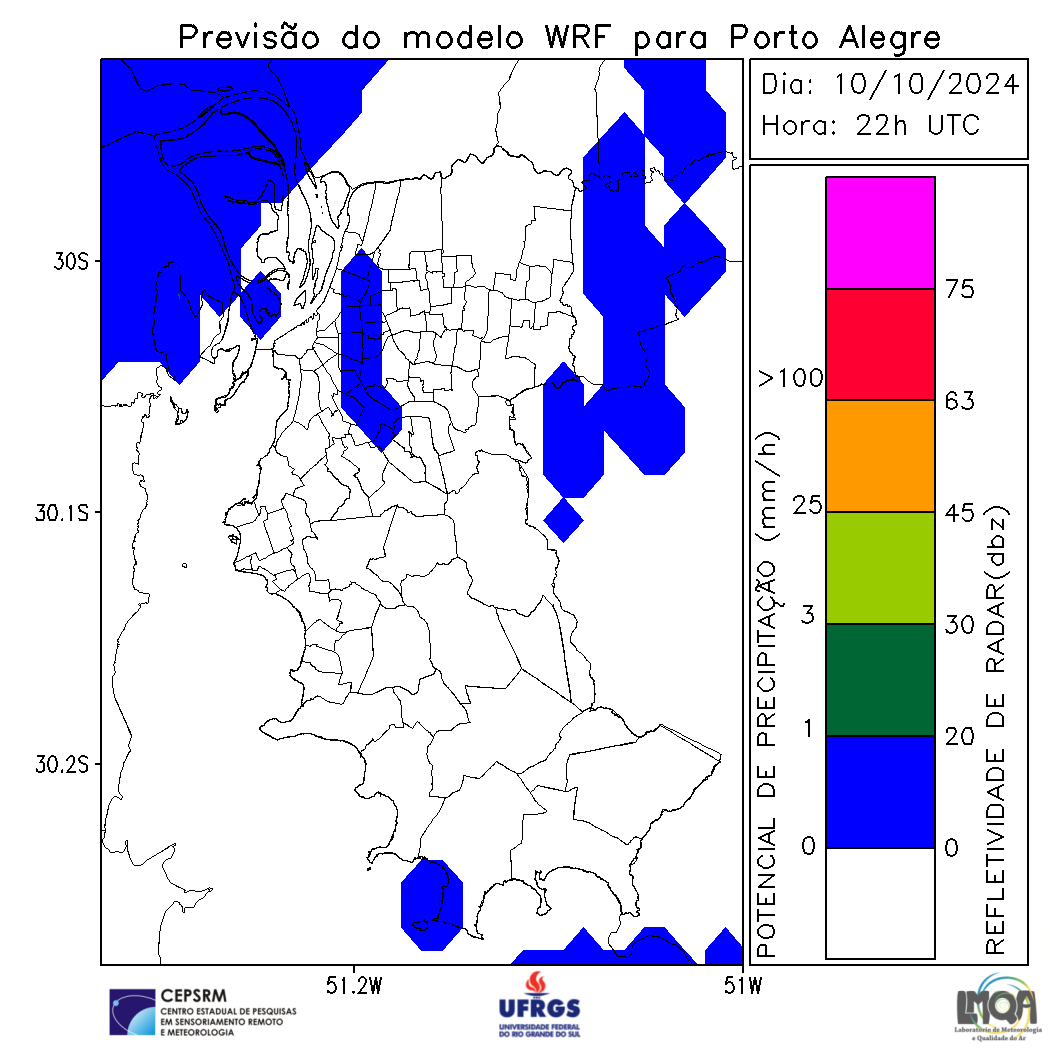 Previsão do modelo WRF para Porto Alegre
Dia: 10/10/2024
Hora: 22h UTC
30S
30.1S
30.2S
51.2W
51W
POTENCIAL DE PRECIPITAÇÃO (mm/h)
>100
25
3
1
0
75
63
45
30
20
0
REFLETIVIDADE DE RADAR(dbz)
CEPSRM
CENTRO ESTADUAL DE PESQUISAS
EM SENSORIAMENTO REMOTO
E METEOROLOGIA
UFRGS
UNIVERSIDADE FEDERAL
DO RIO GRANDE DO SUL
LMQA
Laboratório de Meteorologia
e Qualidade do Ar